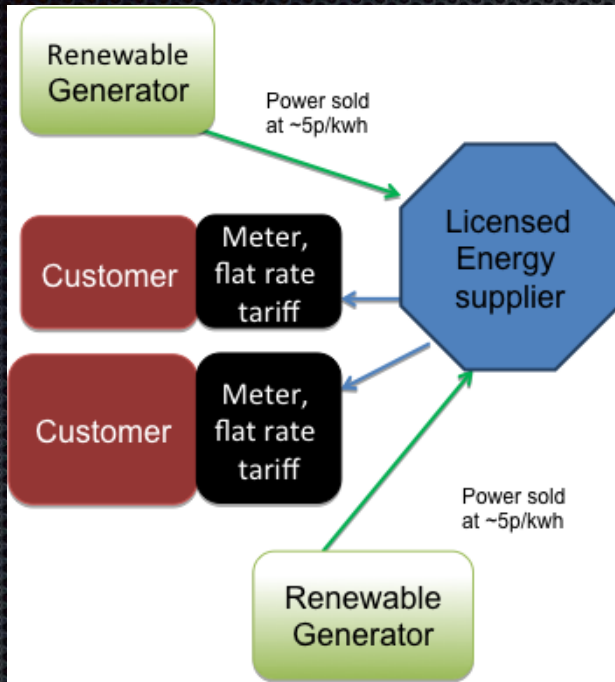 Renewable
Generator
Power sold
at ~5p/kwh
Licensed
Energy
supplier
Customer
Meter,
flat rate
tariff
Customer
Meter,
flat rate
tariff
Power sold
at ~5p/kwh
Renewable
Generator